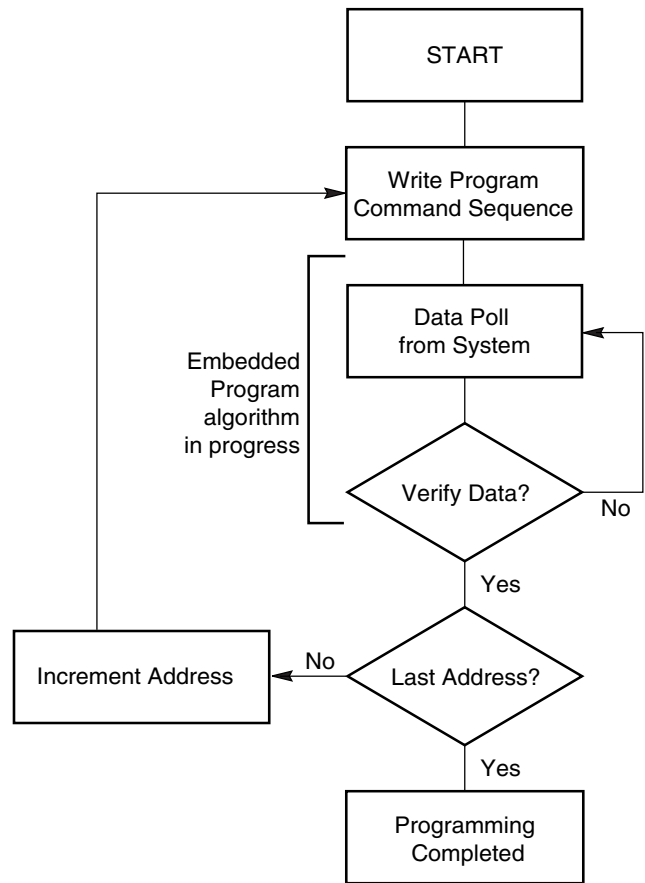 START
Write Program
Command Sequence
Data Poll
from System
Embedded
Program
algorithm
in progress
Verify Data?
No
Yes
Last Address?
No
Increment Address
Yes
Programming
Completed